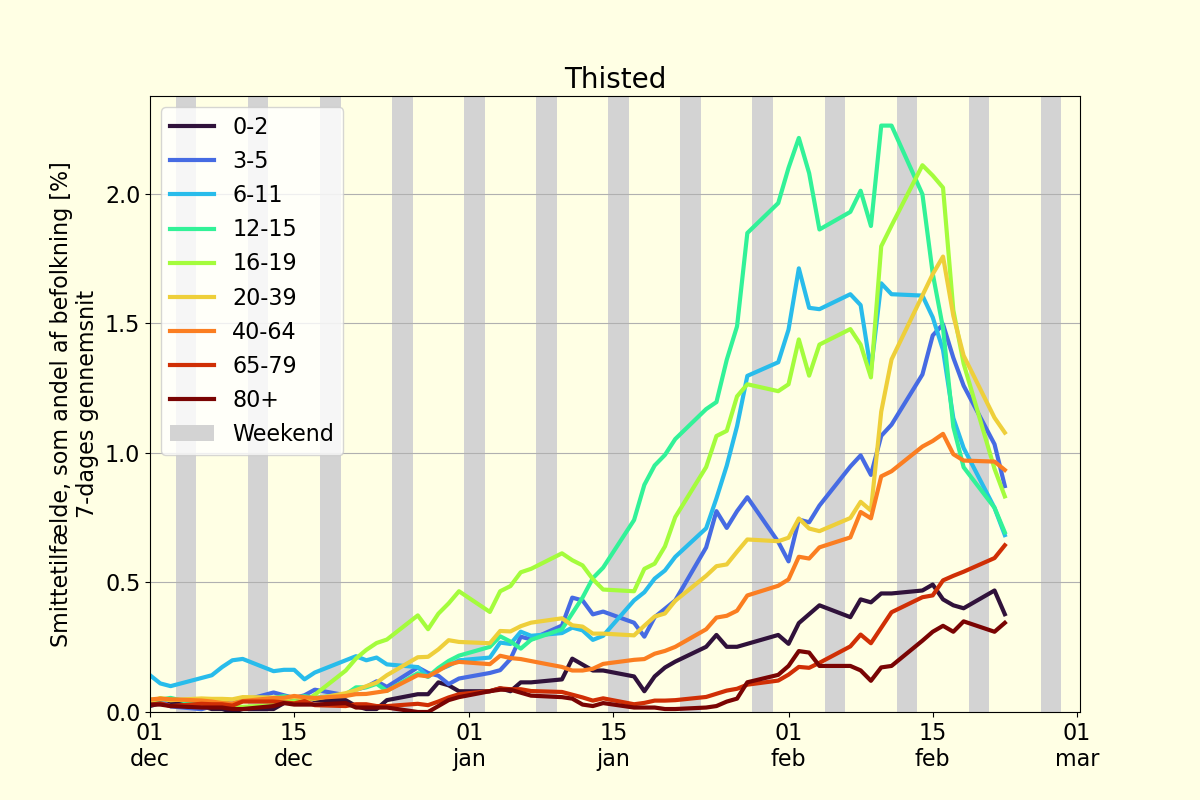 Thisted
Smittetilfælde, som andel af befolkning [%]
7-dages gennemsnit
2.0
1.5
1.0
0.5
0.0
0-2
3-5
6-11
12-15
16-19
20-39
40-64
65-79
80+
Weekend
01 15 01 15 01 15 01
dec dec jan jan feb feb mar